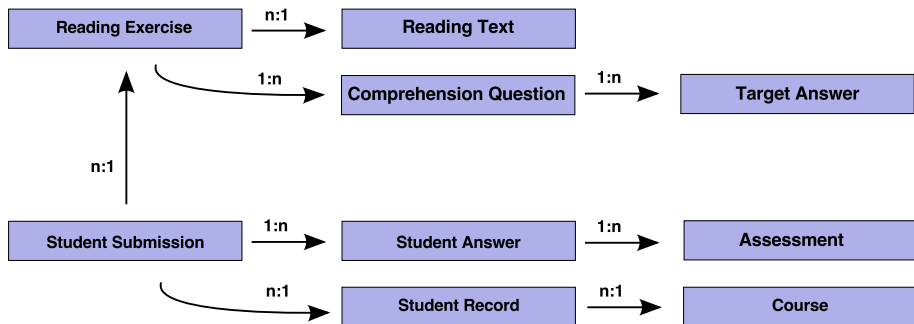 n:1
Reading Exercise
Reading Text
1:n
1:n
Comprehension Question
Target Answer
n:1
1:n
1:n
Student Submission
Student Answer
Assessment
n:1
n:1
Student Record
Course